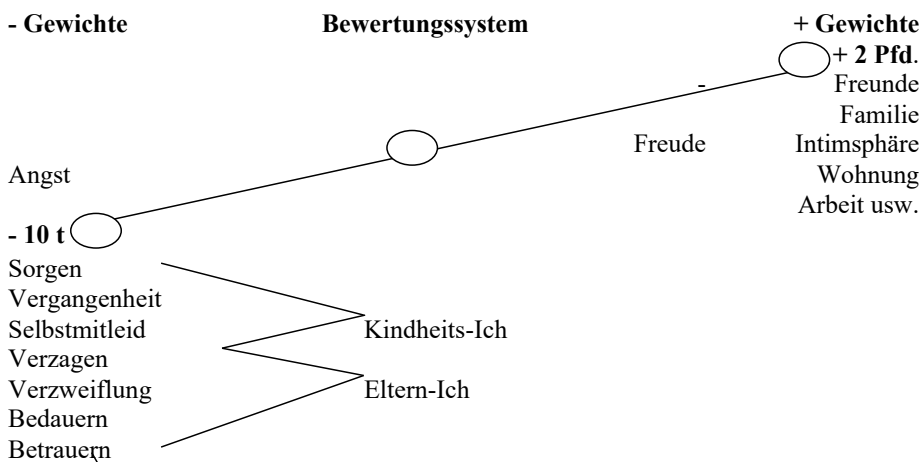 - Gewichte Bewertungssystem + Gewichte
+ 2 Pfd.
- Freunde
Familie
Freude Intimsphäre
Angst Wohnung
Arbeit usw.
- 10 t
Sorgen
Vergangenheit
Selbstmitleid Kindheits-Ich
Verzagen
Verzweiflung Eltern-Ich
Bedauern
Betrauern